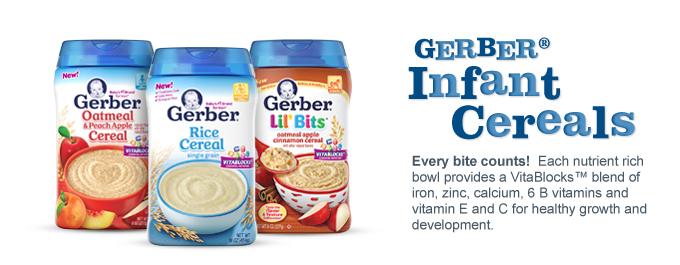 GERBER®
Infant
Cereals
Every bite counts! Each nutrient rich
bowl provides a VitaBlocks™ blend of
iron, zinc, calcium, 6 B vitamins and
vitamin E and C for healthy growth and
development.
New!
Gerber
Oatmeal
& Peach Apple
Cereal
VITABLOCKS
New!
Gerber
Rice
Cereal
single grain
VITABLOCKS
Gerber
Lil' Bits
oatmeal apple
cinnamon cereal
VITABLOCKS